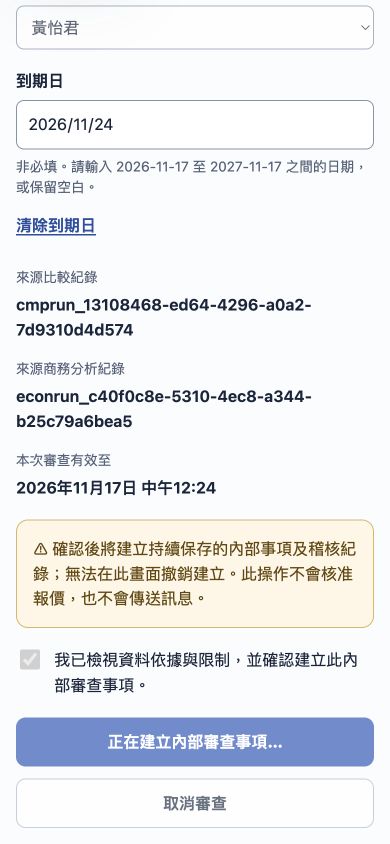 黃怡君
到期日
2026/11/24
非必填。請輸入 2026-11-17 至 2027-11-17 之間的日期，
或保留空白。
清除到期日
來源比較紀錄
cmprun_13108468-ed64-4296-a0a2-
7d9310d4d574
來源商務分析紀錄
econrun_c40f0c8e-5310-4ec8-a344-
b25c79a6bea5
本次審查有效至
2026年11月17日 中午12:24
⚠ 確認後將建立持續保存的內部事項及稽核紀
錄；無法在此畫面撤銷建立。此操作不會核准
報價，也不會傳送訊息。
我已檢視資料依據與限制，並確認建立此內
部審查事項。
正在建立內部審查事項...
取消審查